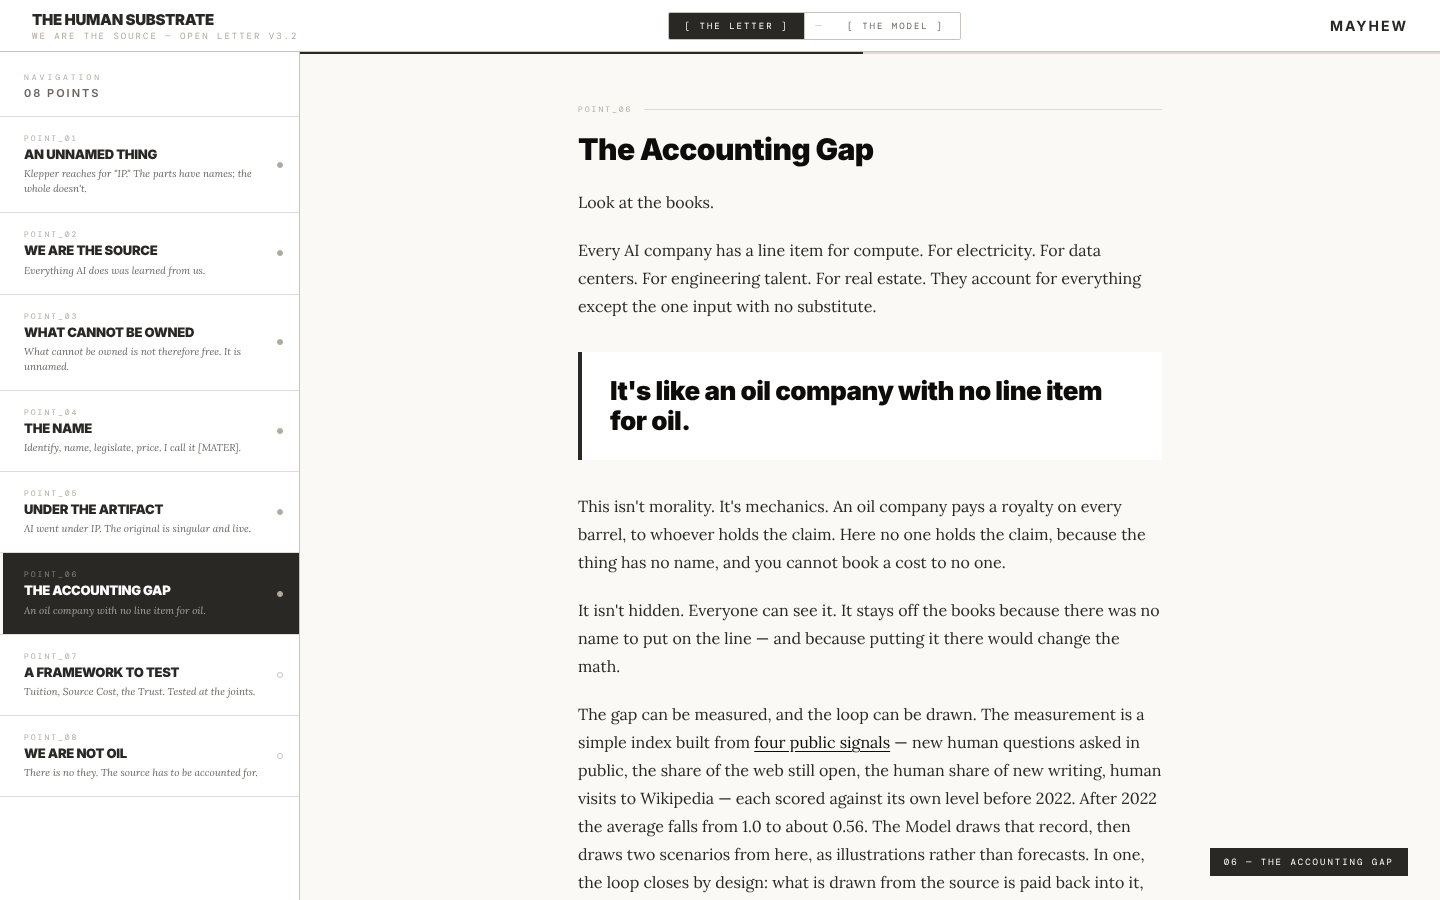 THE HUMAN SUBSTRATE
WE ARE THE SOURCE — OPEN LETTER V3.2
[ THE LETTER ]
—
[ THE MODEL ]
MAYHEW
NAVIGATION
08 POINTS
POINT_01
AN UNNAMED THING
Klepper reaches for "IP." The parts have names; the
whole doesn't.
POINT_02
WE ARE THE SOURCE
Everything AI does was learned from us.
POINT_03
WHAT CANNOT BE OWNED
What cannot be owned is not therefore free. It is
unnamed.
POINT_04
THE NAME
Identify, name, legislate, price. I call it [MATER].
POINT_05
UNDER THE ARTIFACT
AI went under IP. The original is singular and live.
POINT_06
THE ACCOUNTING GAP
An oil company with no line item for oil.
POINT_07
A FRAMEWORK TO TEST
Tuition, Source Cost, the Trust. Tested at the joints.
POINT_08
WE ARE NOT OIL
There is no they. The source has to be accounted for.
POINT_06
The Accounting Gap
Look at the books.
Every AI company has a line item for compute. For electricity. For data
centers. For engineering talent. For real estate. They account for everything
except the one input with no substitute.
It's like an oil company with no line item
for oil.
This isn't morality. It's mechanics. An oil company pays a royalty on every
barrel, to whoever holds the claim. Here no one holds the claim, because the
thing has no name, and you cannot book a cost to no one.
It isn't hidden. Everyone can see it. It stays off the books because there was no
name to put on the line — and because putting it there would change the
math.
The gap can be measured, and the loop can be drawn. The measurement is a
simple index built from four public signals — new human questions asked in
public, the share of the web still open, the human share of new writing, human
visits to Wikipedia — each scored against its own level before 2022. After 2022
the average falls from 1.0 to about 0.56. The Model draws that record, then
draws two scenarios from here, as illustrations rather than forecasts. In one,
the loop closes by design: what is drawn from the source is paid back into it,
06 — THE ACCOUNTING GAP